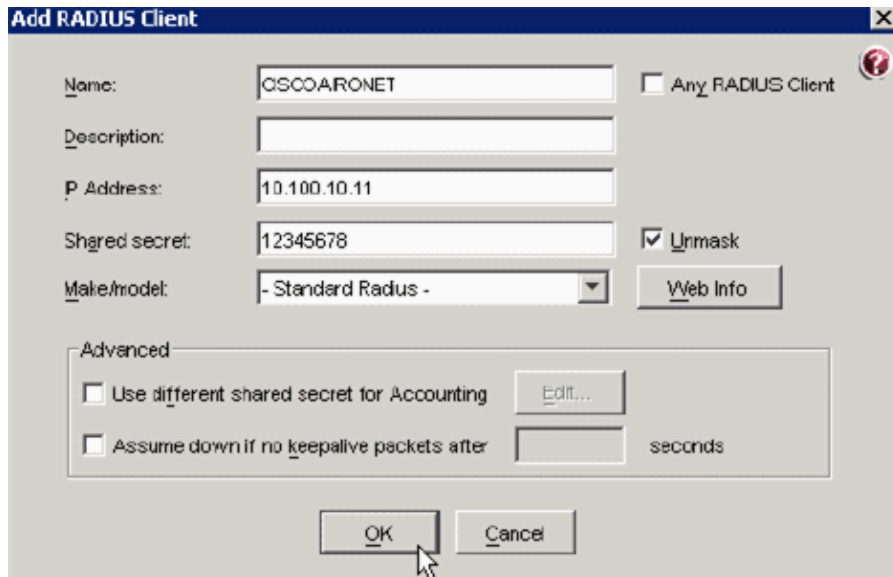 Add RADIUS Client
Name: CISCOAIRONET Any RADIUS Client
Description:
IP Address: 10.100.10.11
Shared secret: 12345678 Unmask
Make/model: - Standard Radius - Web Info
Advanced
Use different shared secret for Accounting Edit...
Assume down if no keepalive packets after seconds
OK Cancel